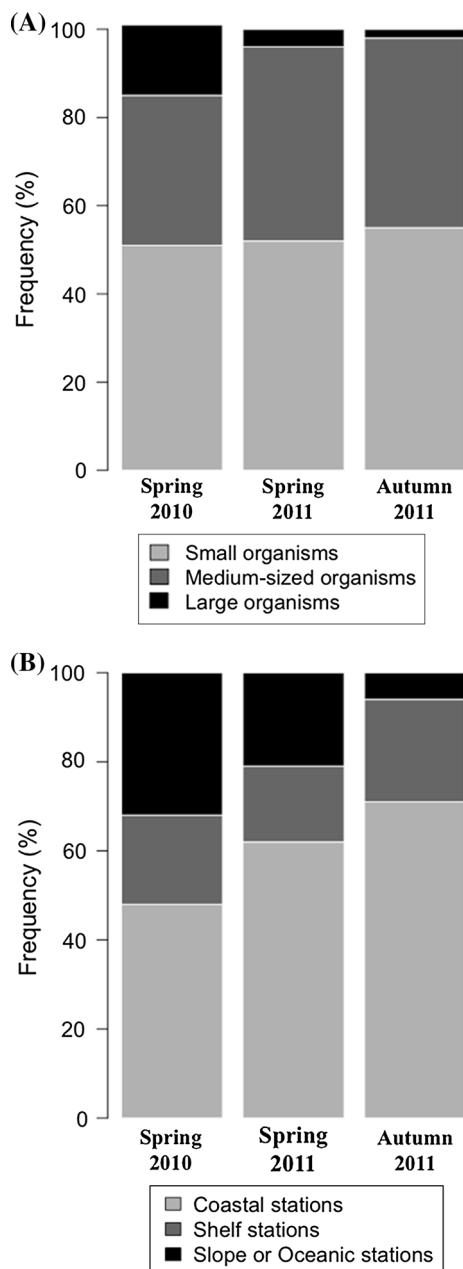 (A)
100
80
60
40
20
0
Frequency (%)
Spring
2010
Spring
2011
Autumn
2011
Small organisms
Medium-sized organisms
Large organisms
(B)
100
80
60
40
20
0
Frequency (%)
Spring
2010
Spring
2011
Autumn
2011
Coastal stations
Shelf stations
Slope or Oceanic stations